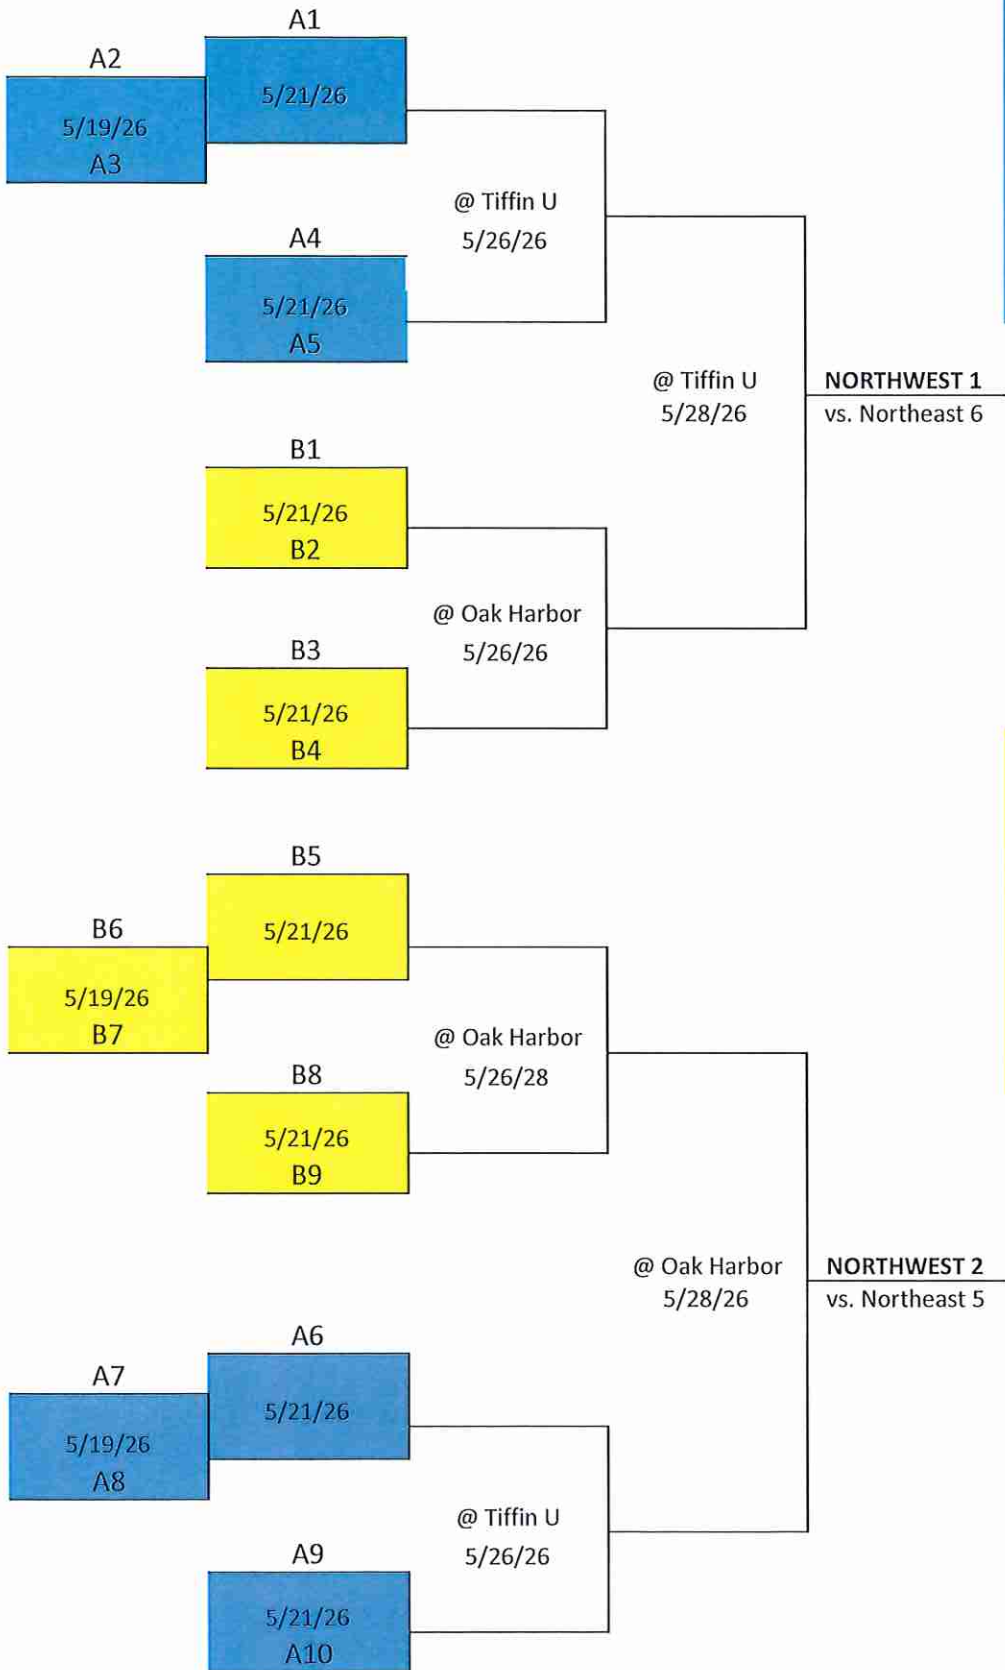 A1
A2
5/21/26
5/19/26
A3
@ Tiffin U
5/26/26
A4
5/21/26
A5
@ Tiffin U
5/28/26
NORTHWEST 1
vs. Northeast 6
B1
5/21/26
B2
@ Oak Harbor
5/26/26
B3
5/21/26
B4
B5
5/21/26
B6
5/19/26
B7
@ Oak Harbor
5/26/28
B8
5/21/26
B9
@ Oak Harbor
5/28/26
NORTHWEST 2
vs. Northeast 5
A6
A7
5/21/26
5/19/26
A8
@ Tiffin U
5/26/26
A9
5/21/26
A10